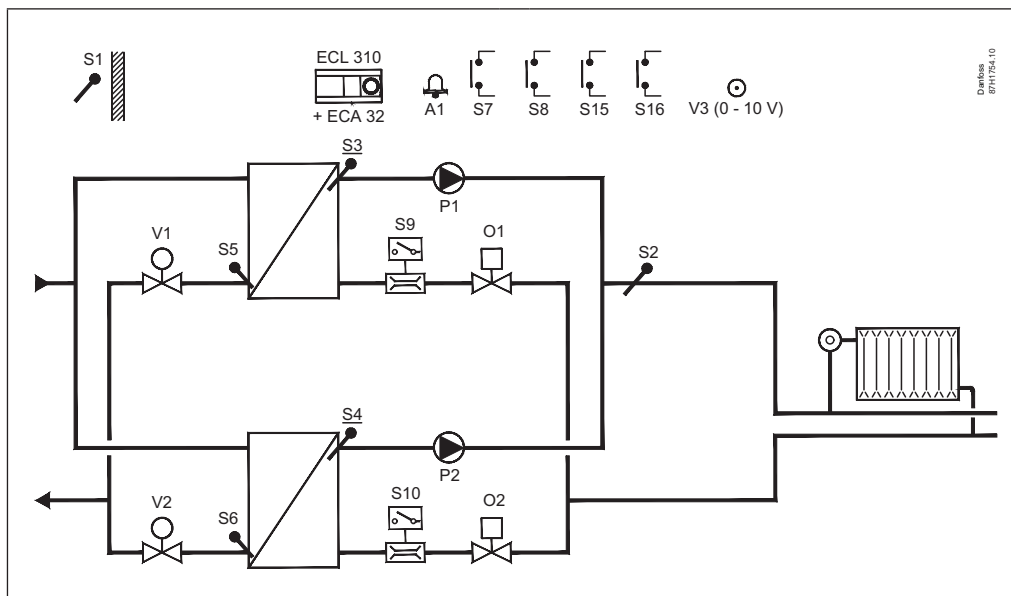 S1
ECL 310
+ ECA 32
A1
S7
S8
S15
S16
V3 (0 - 10 V)
Danfoss
87H1754.10
S3
P1
V1
S5
S9
O1
S2
S4
P2
V2
S6
S10
O2